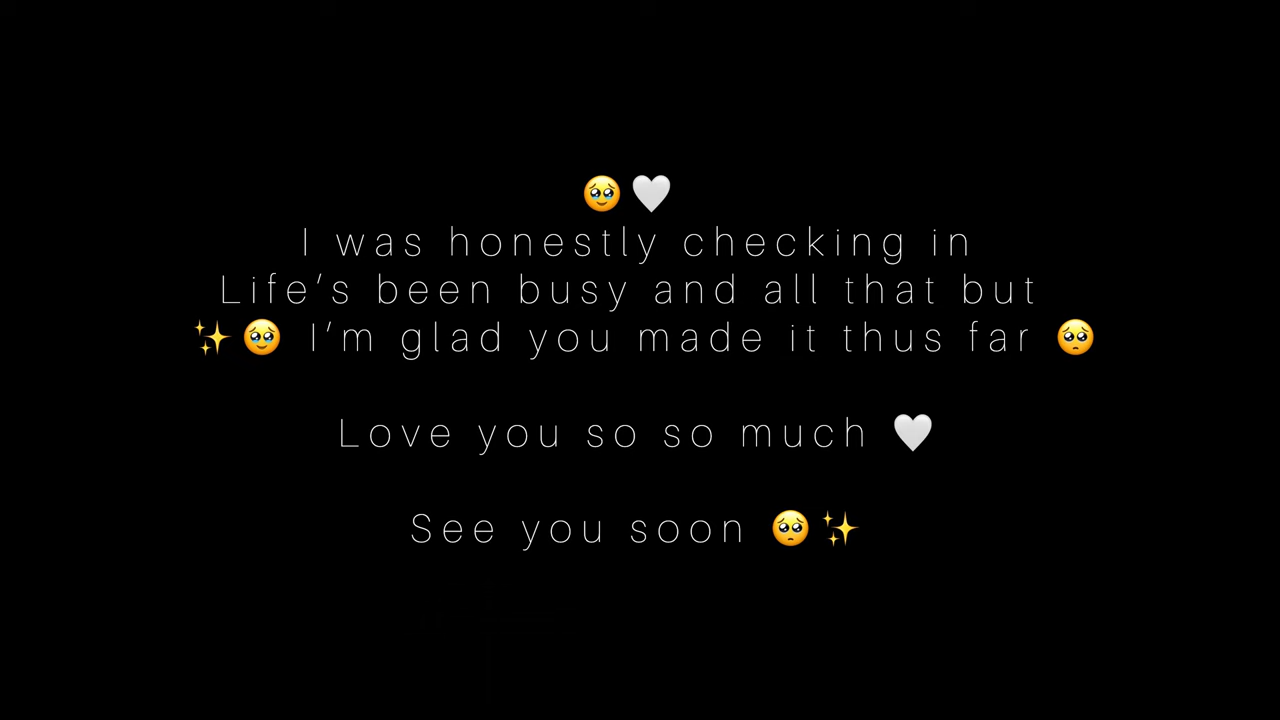 🥹🤍
I was honestly checking in
Life’s been busy and all that but
✨🥹 I’m glad you made it thus far 🥺
Love you so so much 🤍
See you soon 🥺✨